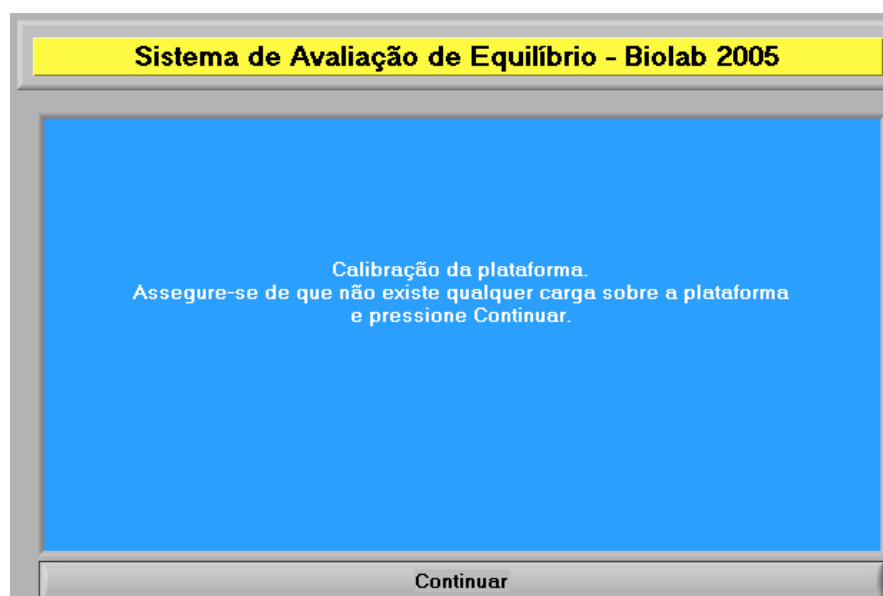 Sistema de Avaliação de Equilíbrio - Biolab 2005
Calibração da plataforma.
Assegure-se de que não existe qualquer carga sobre a plataforma
e pressione Continuar.
Continuar